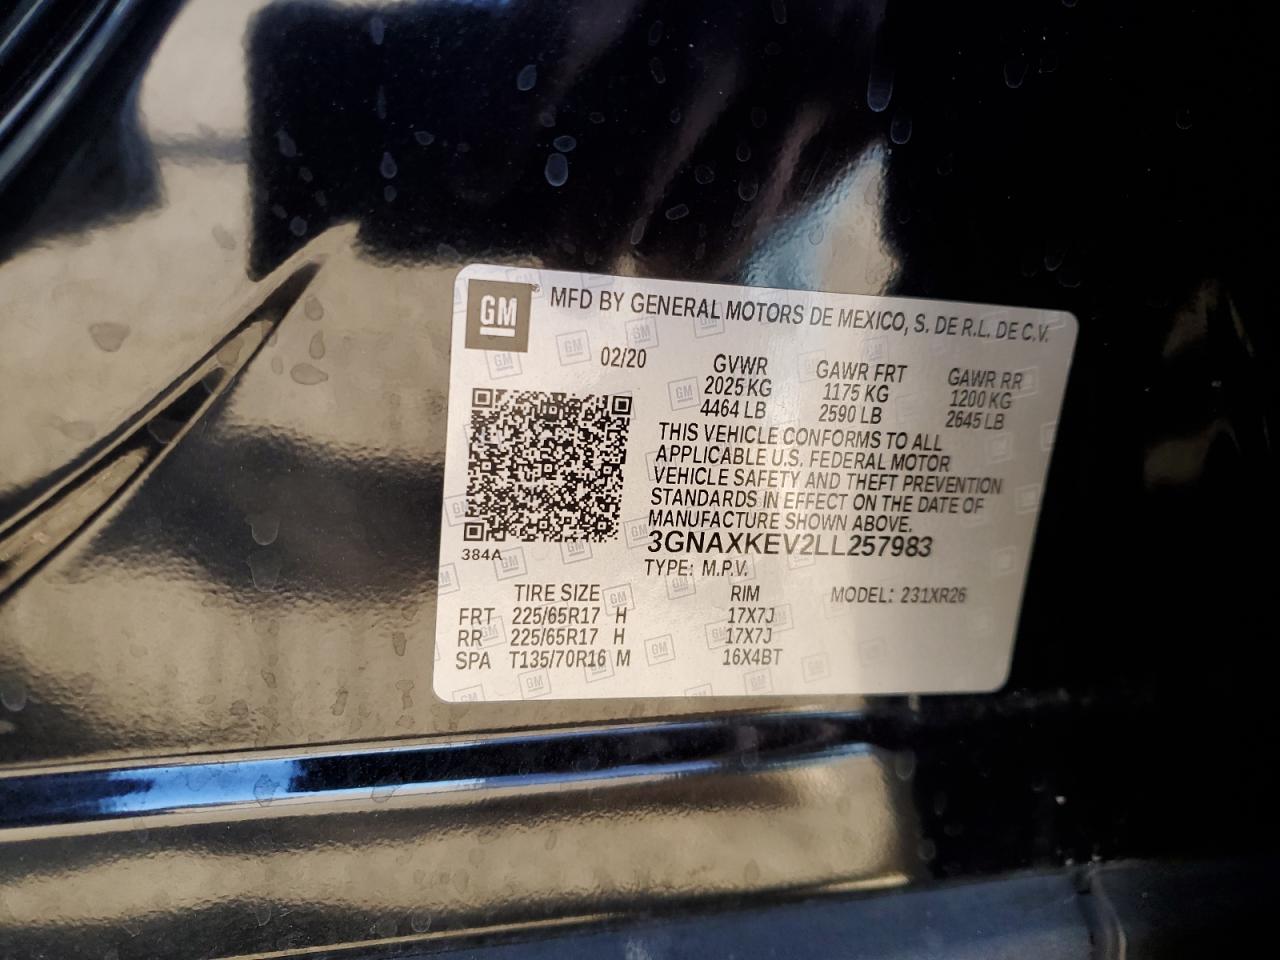 GM® MFD BY GENERAL MOTORS DE MEXICO, S. DE R.L. DE C.V.
02/20 GVWR GAWR FRT GAWR RR
2025 KG 1175 KG 1200 KG
4464 LB 2590 LB 2645 LB
THIS VEHICLE CONFORMS TO ALL
APPLICABLE U.S. FEDERAL MOTOR
VEHICLE SAFETY AND THEFT PREVENTION
STANDARDS IN EFFECT ON THE DATE OF
MANUFACTURE SHOWN ABOVE.
3GNAXKEV2LL257983
384A
TYPE: M.P.V.
TIRE SIZE RIM MODEL: 231XR26
FRT 225/65R17 H 17X7J
RR 225/65R17 H 17X7J
SPA T135/70R16 M 16X4BT